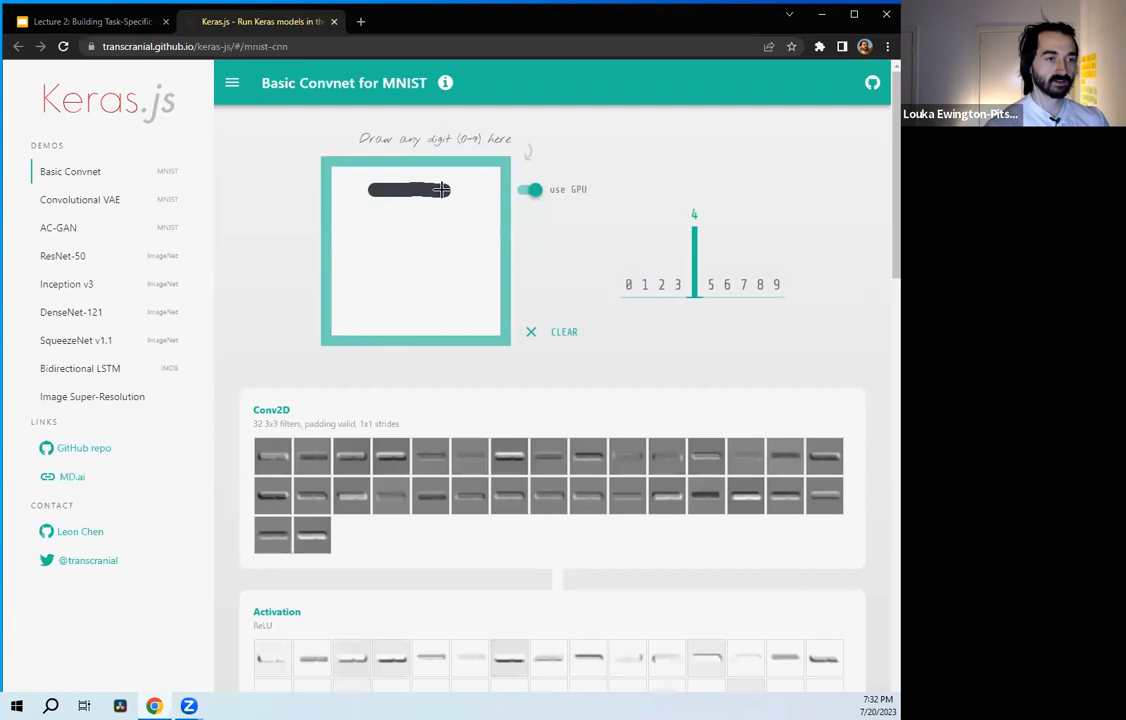 Lecture 2: Building Task-Specific
Keras.js - Run Keras models in the
transcranial.github.io/keras-js/#/mnist-cnn
Keras.js
DEMOS
Basic Convnet MNIST
Convolutional VAE MNIST
AC-GAN MNIST
ResNet-50 ImageNet
Inception v3 ImageNet
DenseNet-121 ImageNet
SqueezeNet v1.1 ImageNet
Bidirectional LSTM IMDB
Image Super-Resolution
LINKS
GitHub repo
MD.ai
CONTACT
Leon Chen
@transcranial
Basic Convnet for MNIST
Draw any digit (0-9) here
use GPU
4
0 1 2 3 5 6 7 8 9
CLEAR
Conv2D
32 3x3 filters, padding valid, 1x1 strides
Activation
ReLU
Louka Ewington-Pits...
7:32 PM
7/20/2023